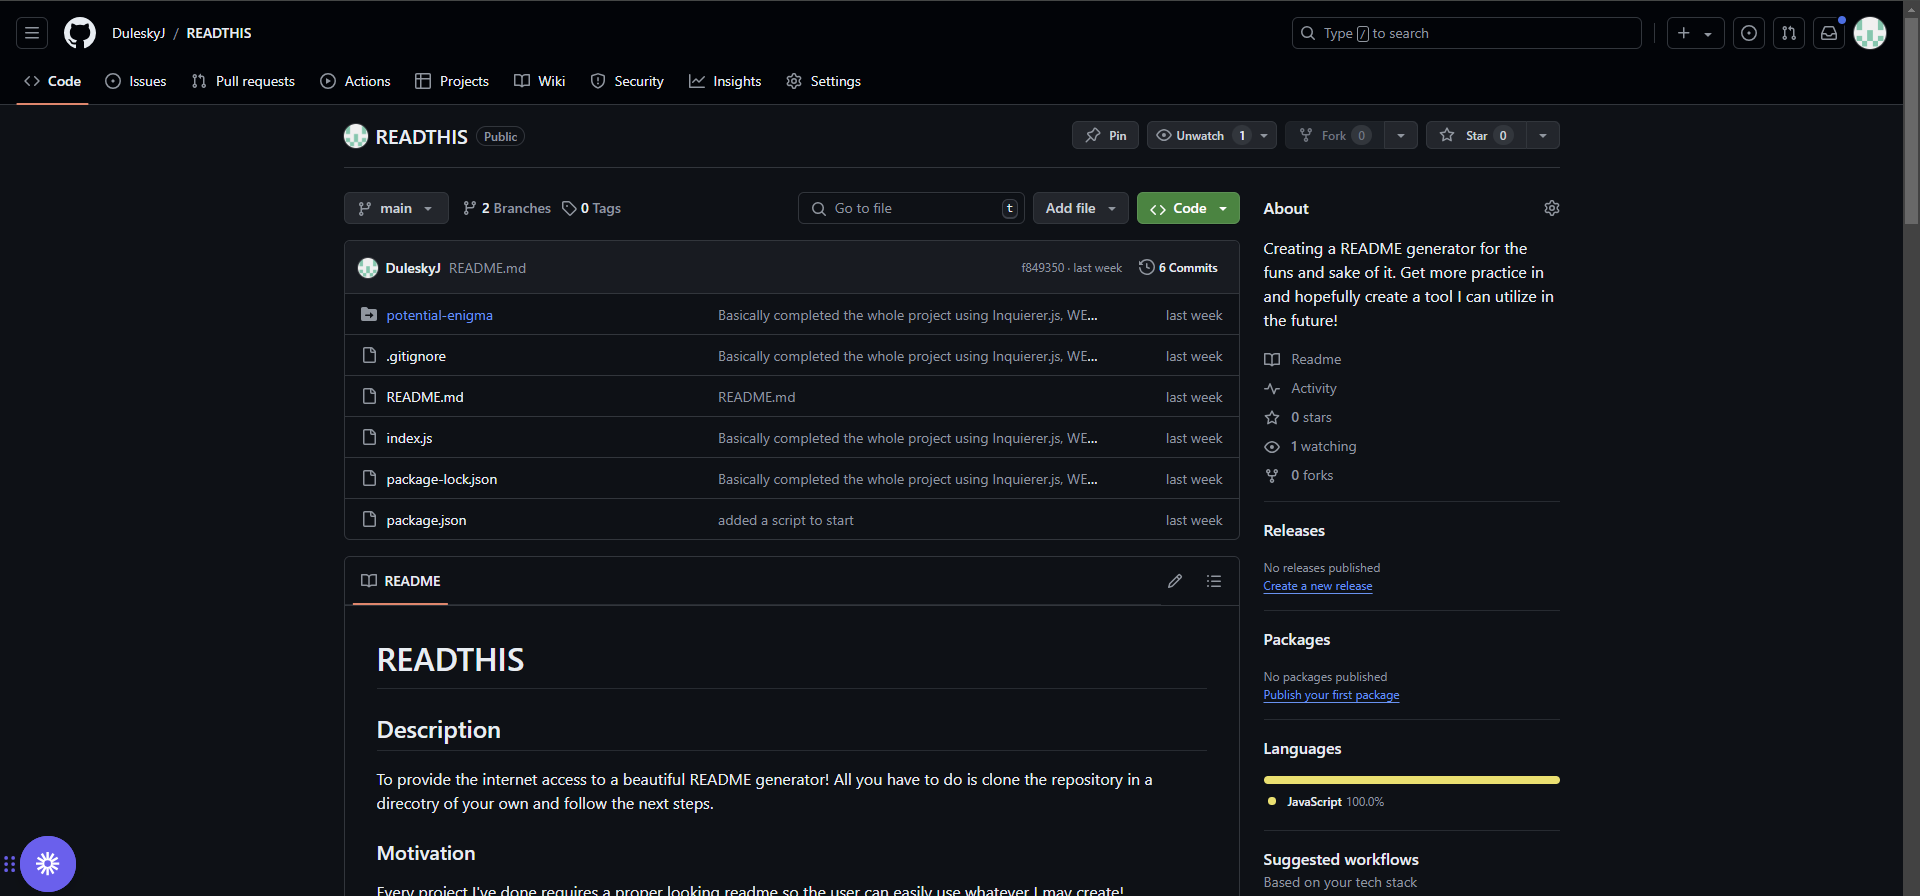 DuleskyJ / READTHIS
Type / to search
Code Issues Pull requests Actions Projects Wiki Security Insights Settings
READTHIS Public
Pin Unwatch 1 Fork 0 Star 0
main 2 Branches 0 Tags
Go to file t Add file Code
DuleskyJ README.md f849350 · last week 6 Commits
potential-enigma Basically completed the whole project using Inquierer.js, WE... last week
.gitignore Basically completed the whole project using Inquierer.js, WE... last week
README.md README.md last week
index.js Basically completed the whole project using Inquierer.js, WE... last week
package-lock.json Basically completed the whole project using Inquierer.js, WE... last week
package.json added a script to start last week
README
READTHIS
Description
To provide the internet access to a beautiful README generator! All you have to do is clone the repository in a
direcotry of your own and follow the next steps.
Motivation
Every project I've done requires a proper looking readme so the user can easily use whatever I may create!
About
Creating a README generator for the
funs and sake of it. Get more practice in
and hopefully create a tool I can utilize in
the future!
Readme
Activity
0 stars
1 watching
0 forks
Releases
No releases published
Create a new release
Packages
No packages published
Publish your first package
Languages
JavaScript 100.0%
Suggested workflows
Based on your tech stack